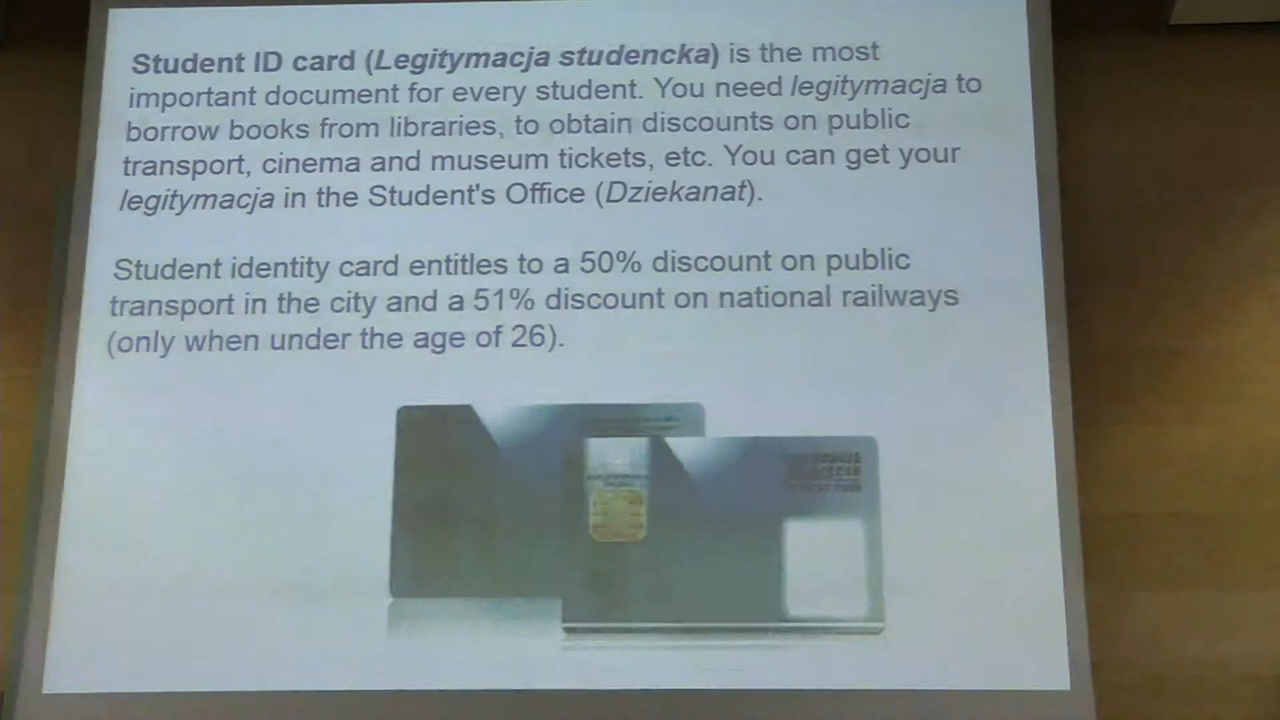 Student ID card (Legitymacja studencka) is the most
important document for every student. You need legitymacja to
borrow books from libraries, to obtain discounts on public
transport, cinema and museum tickets, etc. You can get your
legitymacja in the Student's Office (Dziekanat).
Student identity card entitles to a 50% discount on public
transport in the city and a 51% discount on national railways
(only when under the age of 26).